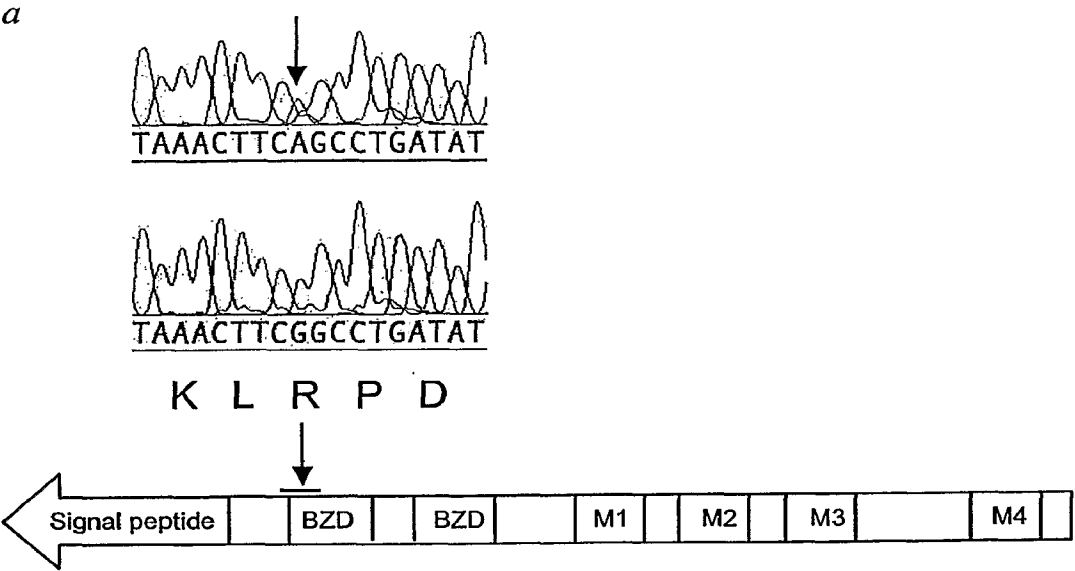 a
TAAACTTCAGCCTGATAT
TAAACTTCGGCCTGATAT
K L R P D
Signal peptide BZD BZD M1 M2 M3 M4